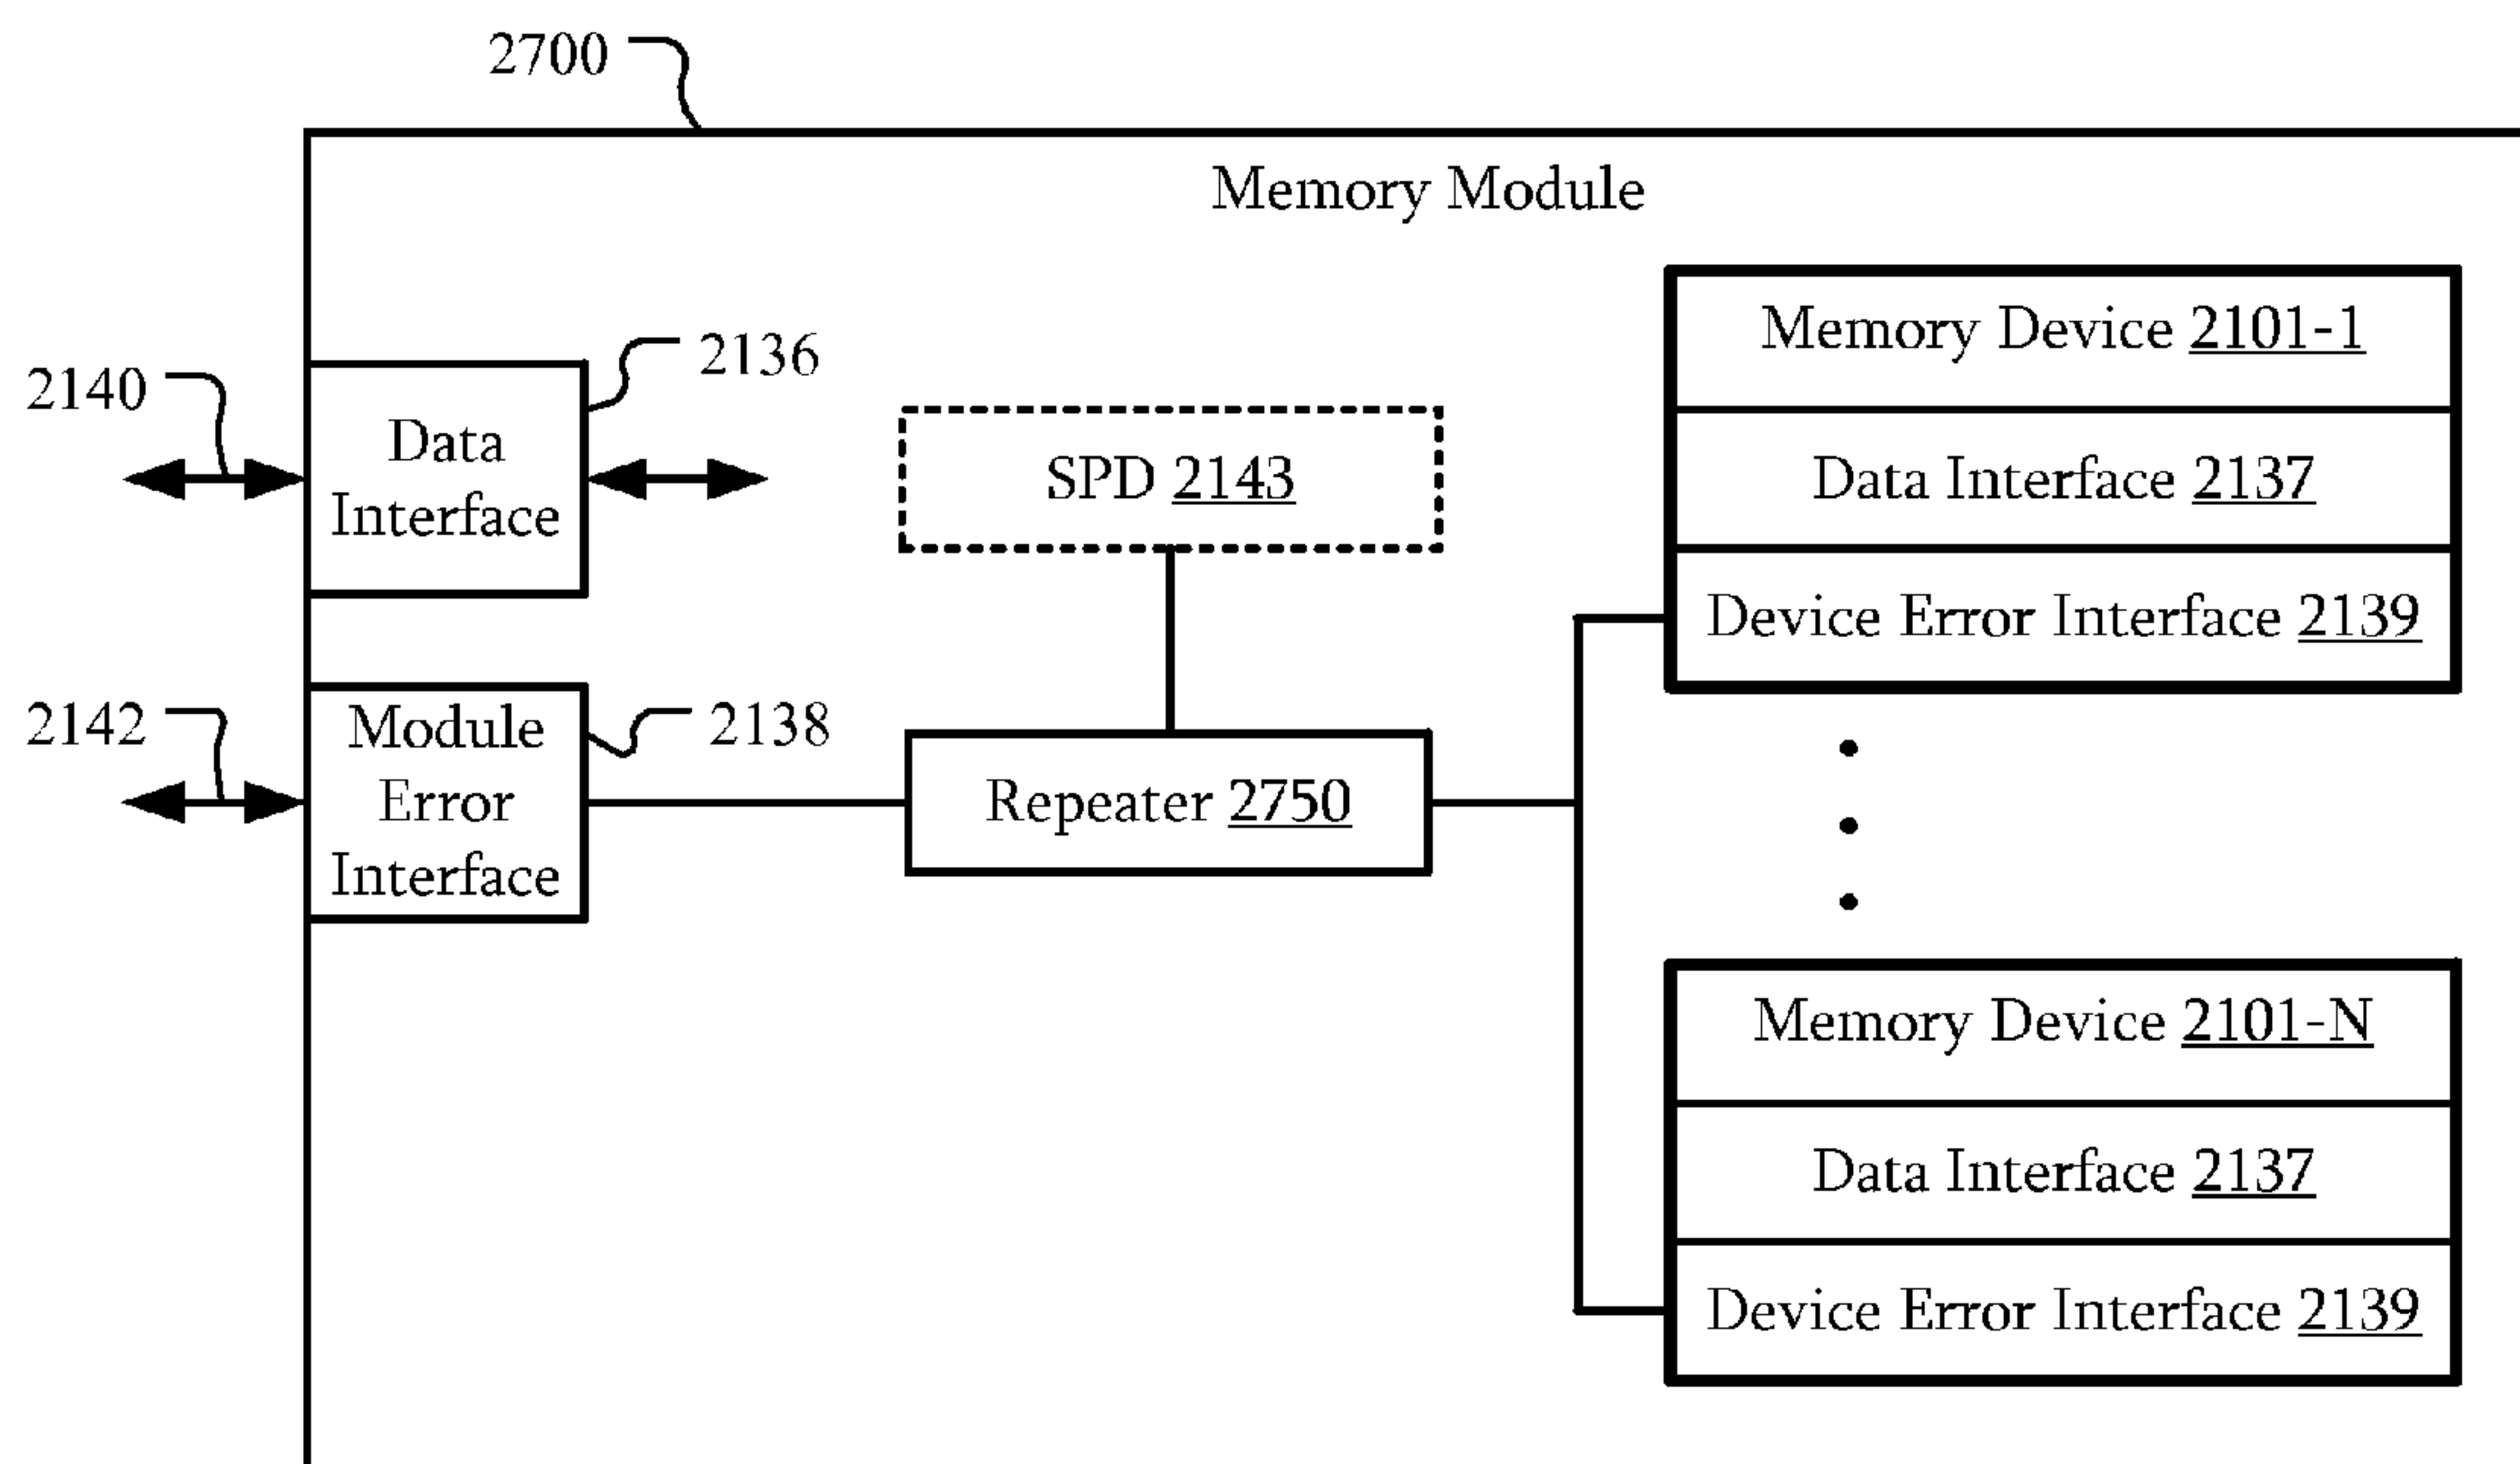 2700
Memory Module
2140
2136
Data
Interface
SPD 2143
Memory Device 2101-1
Data Interface 2137
Device Error Interface 2139
2142
Module
Error
Interface
2138
Repeater 2750
Memory Device 2101-N
Data Interface 2137
Device Error Interface 2139